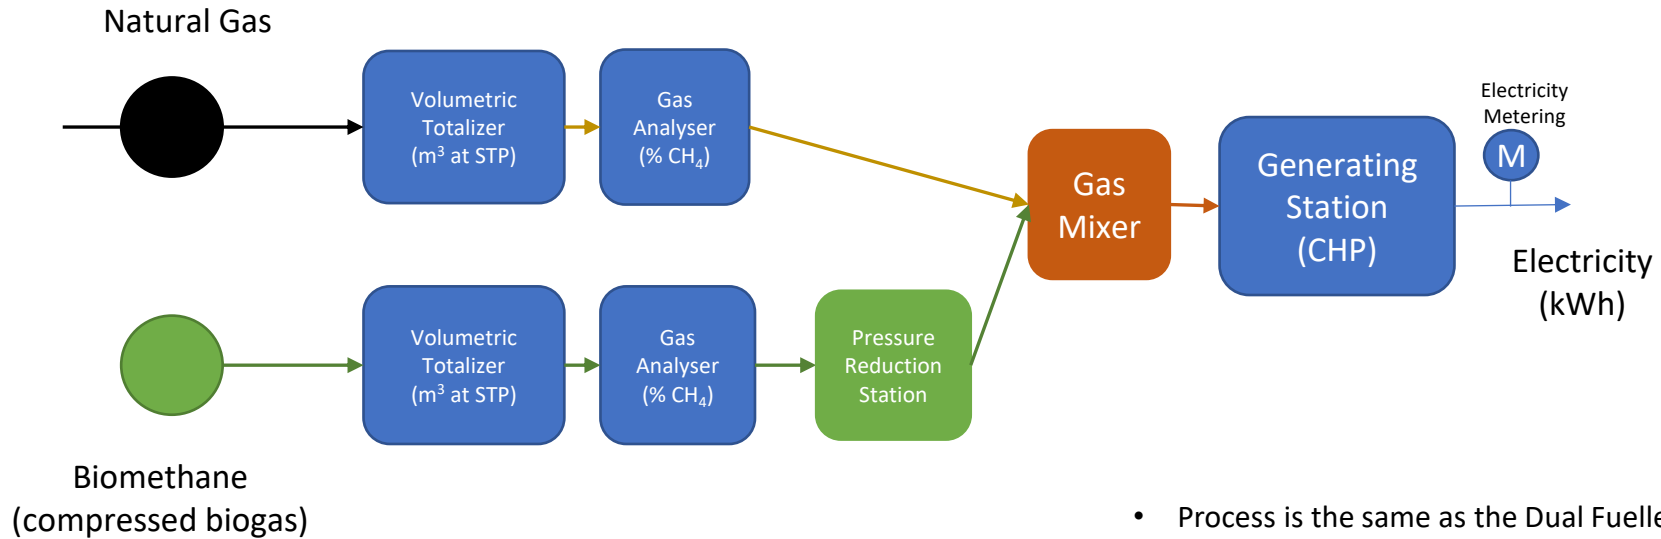 Natural Gas
Volumetric
Totalizer
(m³ at STP)
Gas
Analyser
(% CH₄)
Gas
Mixer
Generating
Station
(CHP)
Electricity
Metering
M
Electricity
(kWh)
Volumetric
Totalizer
(m³ at STP)
Gas
Analyser
(% CH₄)
Pressure
Reduction
Station
Biomethane
(compressed biogas)
• Process is the same as the Dual